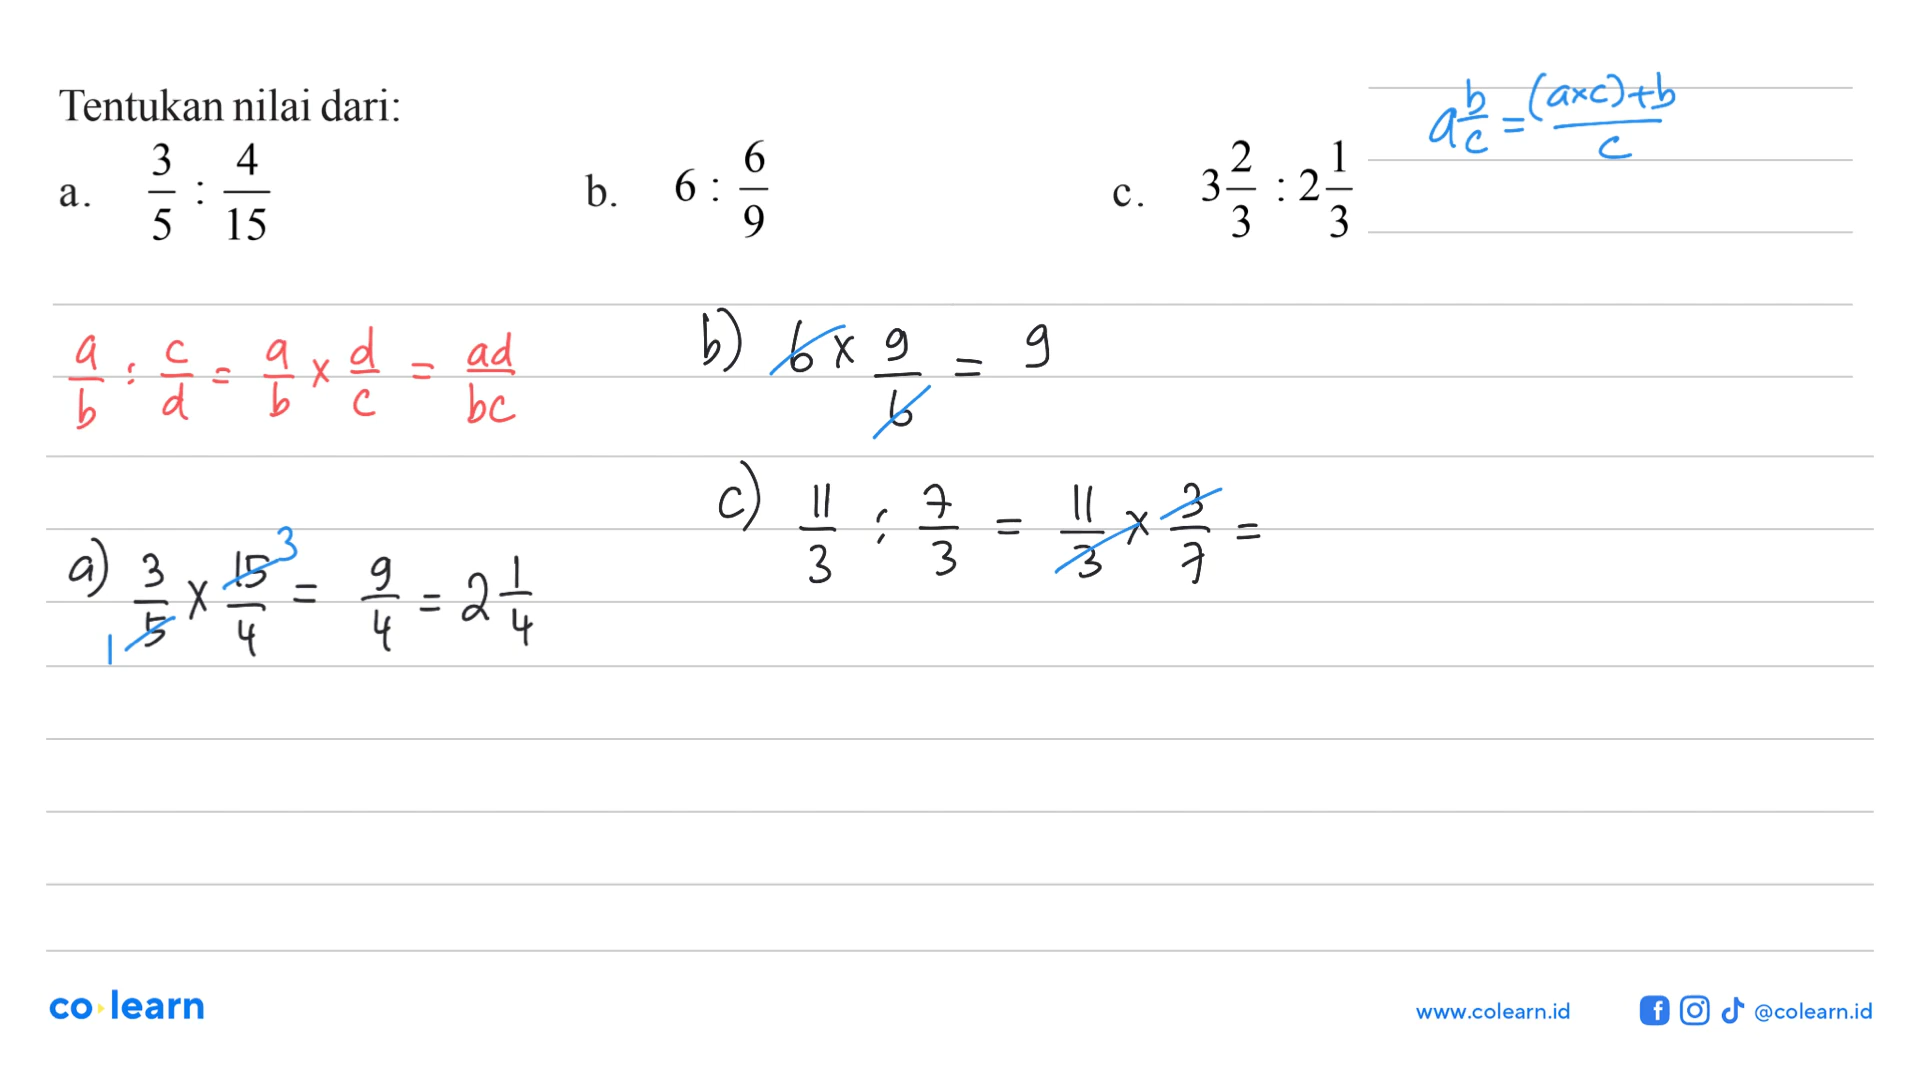 Tentukan nilai dari:
a. 3/5 : 4/15
b. 6 : 6/9
c. 3 2/3 : 2 1/3
a b/c = (a×c)+b/c
a/b : c/d = a/b × d/c = ad/bc
b) 6 × 9/6 = 9
c) 11/3 : 7/3 = 11/3 × 3/7 =
a) 3/5 × 15/4 = 9/4 = 2 1/4
1 3
co learn
www.colearn.id
@colearn.id